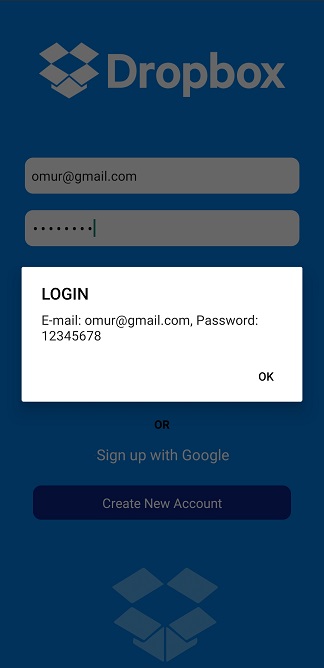 Dropbox
omur@gmail.com
••••••••
LOGIN
E-mail: omur@gmail.com, Password:
12345678
OK
OR
Sign up with Google
Create New Account